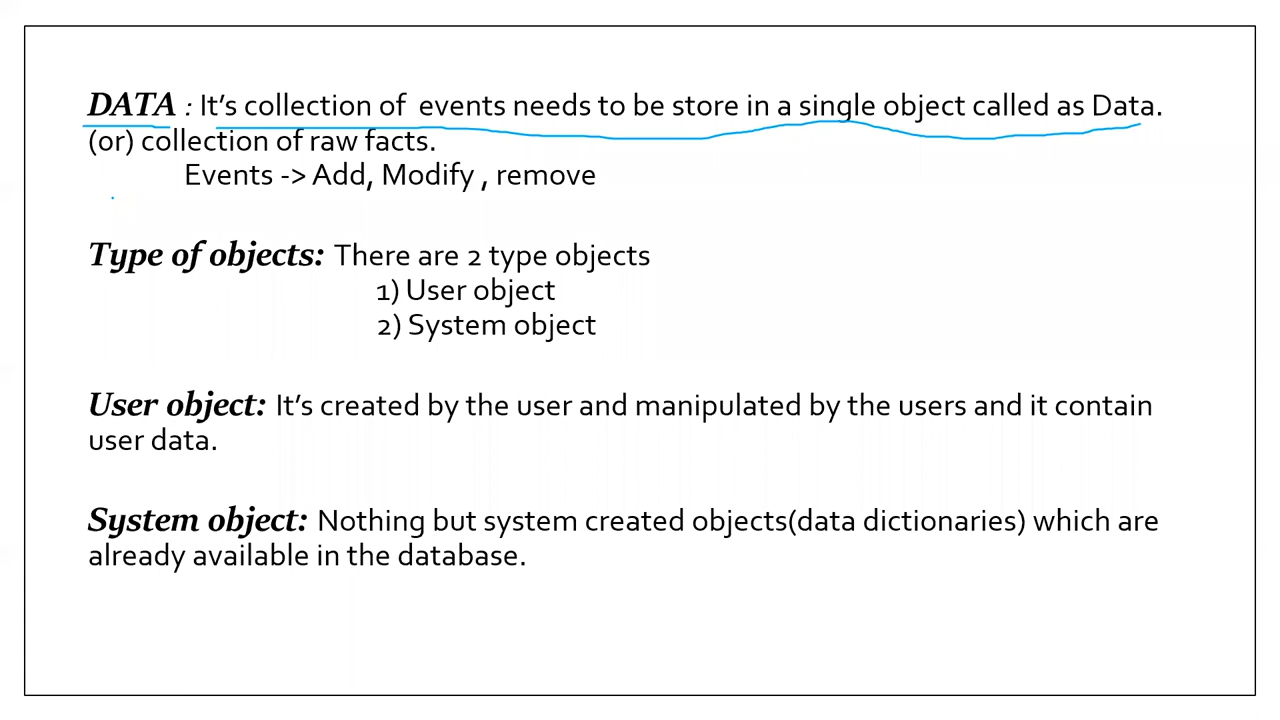 DATA : It’s collection of  events needs to be store in a single object called as Data.
(or) collection of raw facts.
Events -> Add, Modify , remove
Type of objects: There are 2 type objects
1) User object
2) System object
User object: It’s created by the user and manipulated by the users and it contain
user data.
System object: Nothing but system created objects(data dictionaries) which are
already available in the database.